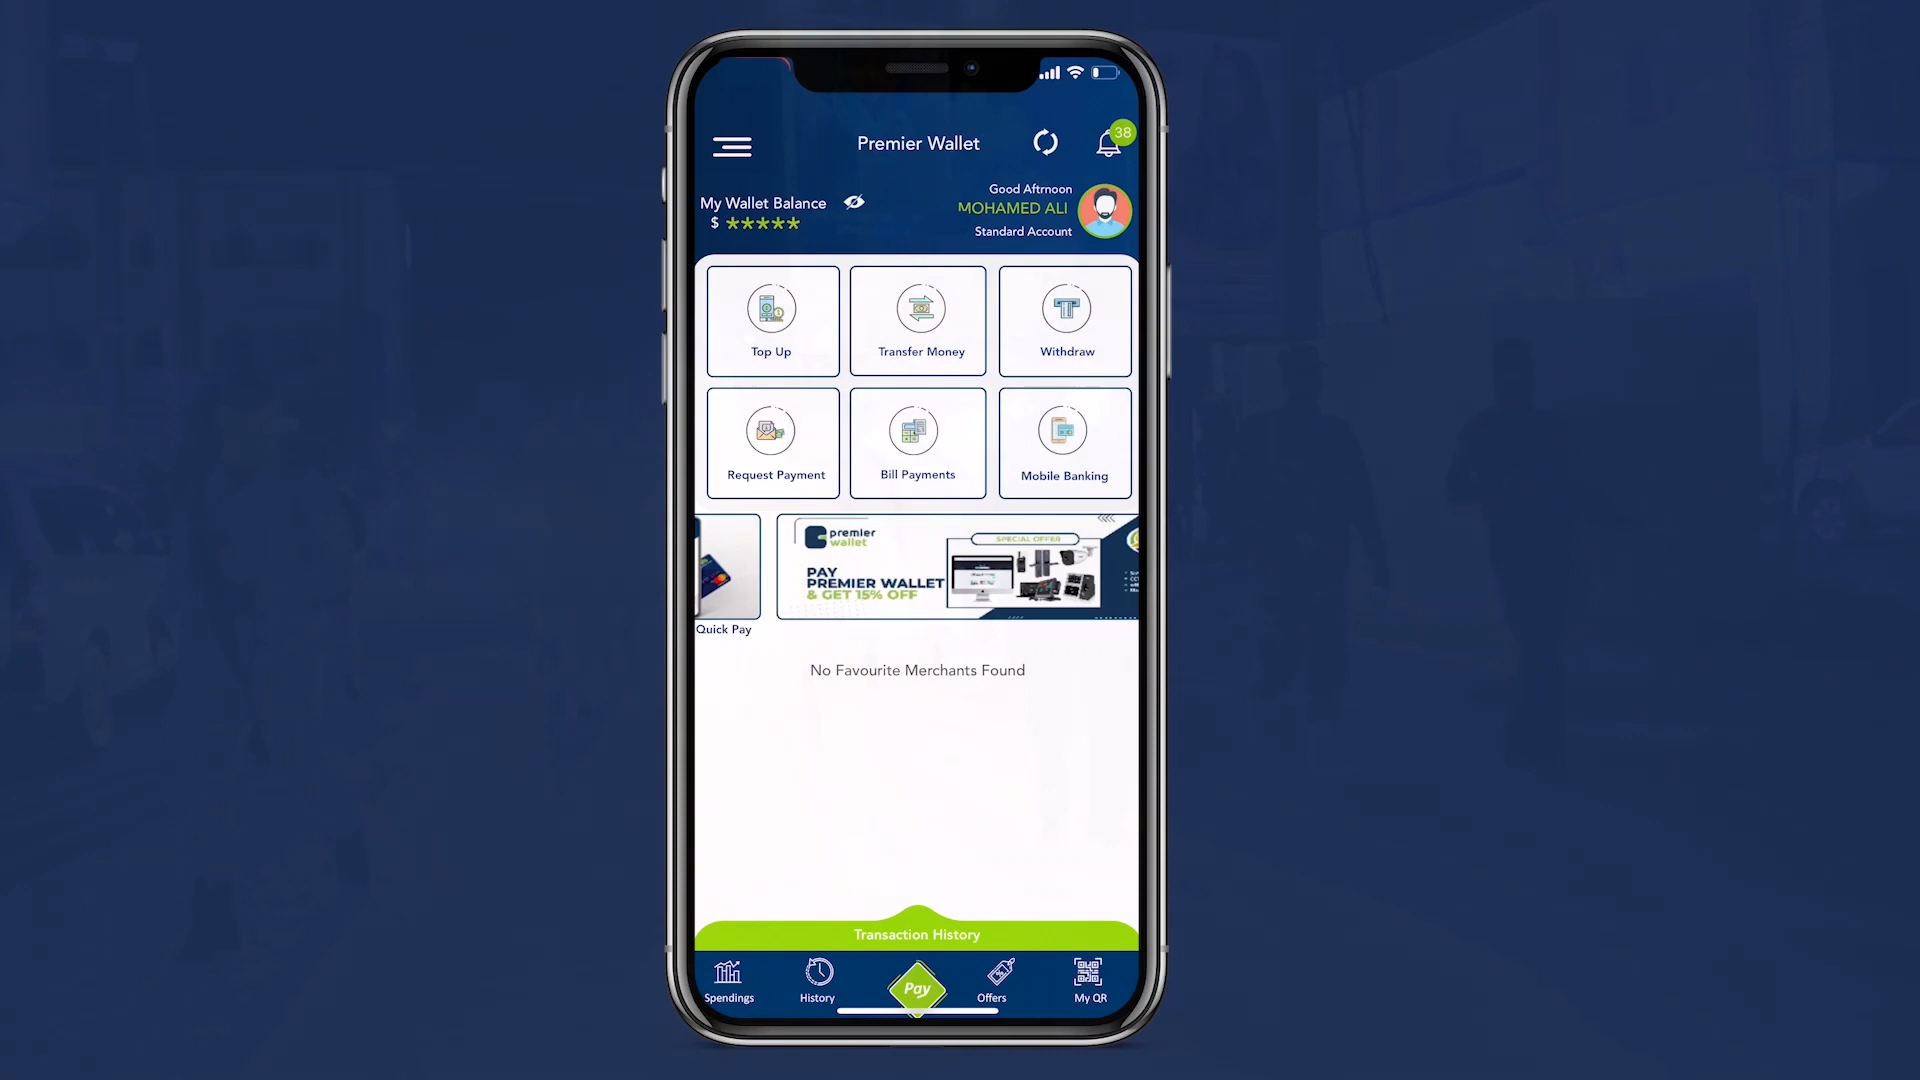 Premier Wallet
38
My Wallet Balance
$ *****
Good Aftrnoon
MOHAMED ALI
Standard Account
Top Up
Transfer Money
Withdraw
Request Payment
Bill Payments
Mobile Banking
premier
wallet
SPECIAL OFFER
PAY
PREMIER WALLET
& GET 15% OFF
Quick Pay
No Favourite Merchants Found
Transaction History
Spendings
History
Pay
Offers
My QR